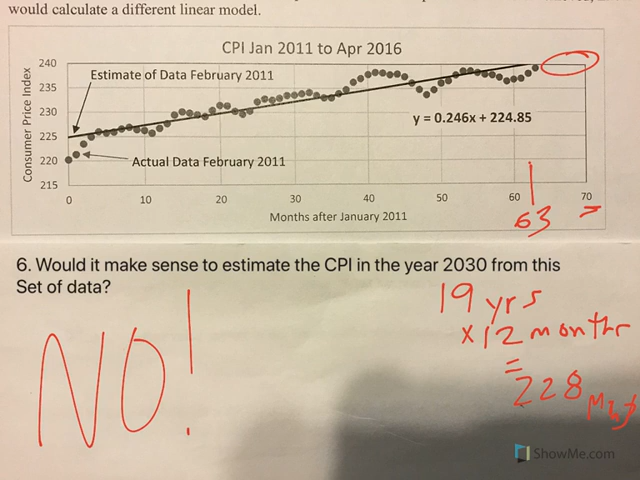 would calculate a different linear model.
CPI Jan 2011 to Apr 2016
Consumer Price Index
240
235
230
225
220
215
Estimate of Data February 2011
y = 0.246x + 224.85
Actual Data February 2011
0 10 20 30 40 50 60 70
63
Months after January 2011
6. Would it make sense to estimate the CPI in the year 2030 from this
Set of data?
NO!
19 yrs
x 12 months
=
228
ShowMe.com